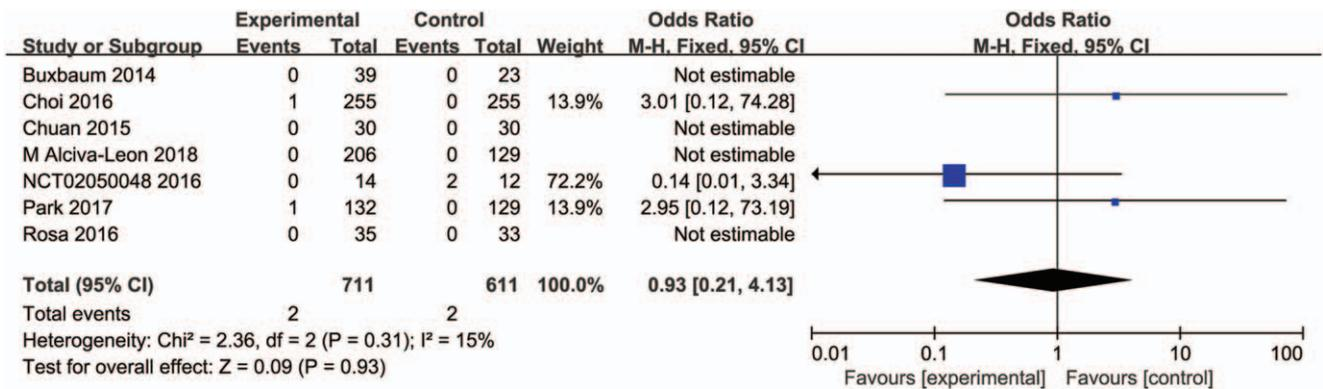 Experimental Control Odds Ratio Odds Ratio
Study or Subgroup Events Total Events Total Weight M-H, Fixed, 95% CI M-H, Fixed, 95% CI
Buxbaum 2014 0 39 0 23 Not estimable
Choi 2016 1 255 0 255 13.9% 3.01 [0.12, 74.28]
Chuan 2015 0 30 0 30 Not estimable
M Alciva-Leon 2018 0 206 0 129 Not estimable
NCT02050048 2016 0 14 2 12 72.2% 0.14 [0.01, 3.34]
Park 2017 1 132 0 129 13.9% 2.95 [0.12, 73.19]
Rosa 2016 0 35 0 33 Not estimable
Total (95% CI) 711 611 100.0% 0.93 [0.21, 4.13]
Total events 2 2
Heterogeneity: Chi² = 2.36, df = 2 (P = 0.31); I² = 15%
Test for overall effect: Z = 0.09 (P = 0.93)
0.01 0.1 1 10 100
Favours [experimental] Favours [control]